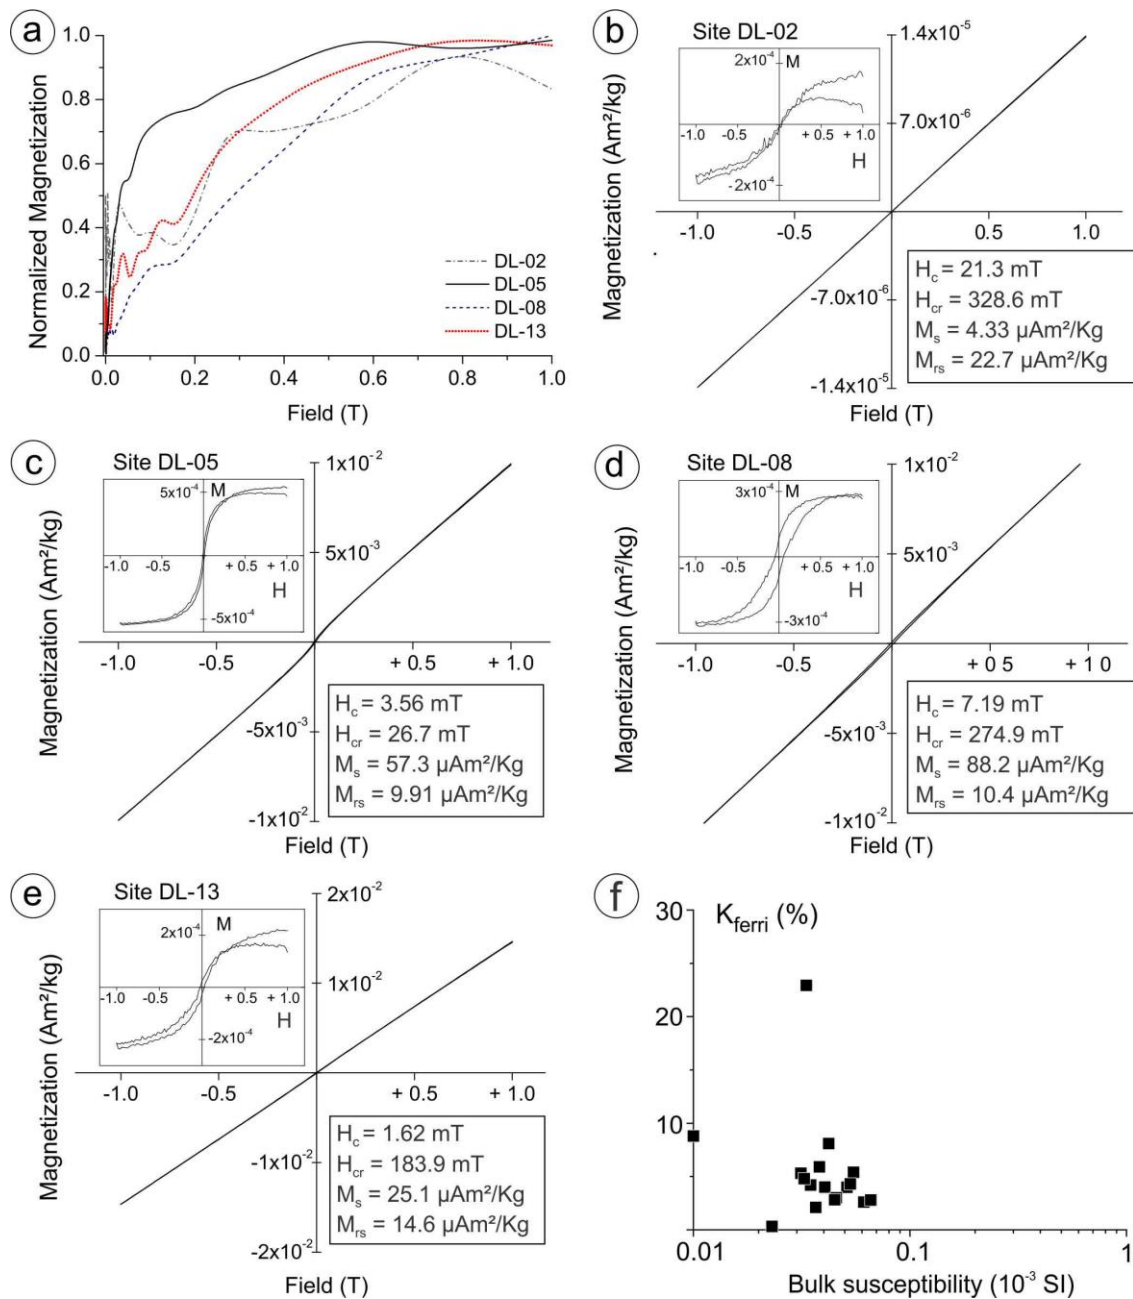 a
1.0
0.8
0.6
0.4
0.2
0.0
Normalized Magnetization
0.0 0.2 0.4 0.6 0.8 1.0
Field (T)
DL-02
DL-05
DL-08
DL-13
b
Site DL-02
2x10⁻⁴
M
-1.0 -0.5 + 0.5 + 1.0
H
-2x10⁻⁴
1.4x10⁻⁵
7.0x10⁻⁶
-1.0 -0.5 0.5 1.0
-7.0x10⁻⁶
-1.4x10⁻⁵
Magnetization (Am²/kg)
Field (T)
Hc = 21.3 mT
Hcr = 328.6 mT
Ms = 4.33 µAm²/Kg
Mrs = 22.7 µAm²/Kg
c
Site DL-05
5x10⁻⁴ M
-1.0 -0.5 + 0.5 + 1.0
H
-5x10⁻⁴
1x10⁻²
5x10⁻³
-1.0 -0.5 + 0.5 + 1.0
-5x10⁻³
-1x10⁻²
Magnetization (Am²/kg)
Field (T)
Hc = 3.56 mT
Hcr = 26.7 mT
Ms = 57.3 µAm²/Kg
Mrs = 9.91 µAm²/Kg
d
Site DL-08
3x10⁻⁴ M
-1.0 -0.5 + 0.5 + 1.0
H
-3x10⁻⁴
1x10⁻²
5x10⁻³
-1.0 -0.5 + 0 5 + 1 0
-5x10⁻³
-1x10⁻²
Magnetization (Am²/kg)
Field (T)
Hc = 7.19 mT
Hcr = 274.9 mT
Ms = 88.2 µAm²/Kg
Mrs = 10.4 µAm²/Kg
e
Site DL-13
2x10⁻⁴
M
-1.0 -0.5 + 0.5 + 1.0
H
-2x10⁻⁴
2x10⁻²
1x10⁻²
-1.0 -0.5 + 0.5 + 1.0
-1x10⁻²
-2x10⁻²
Magnetization (Am²/kg)
Field (T)
Hc = 1.62 mT
Hcr = 183.9 mT
Ms = 25.1 µAm²/Kg
Mrs = 14.6 µAm²/Kg
f
Kferri (%)
30
20
10
0
0.01 0.1 1
Bulk susceptibility (10⁻³ SI)